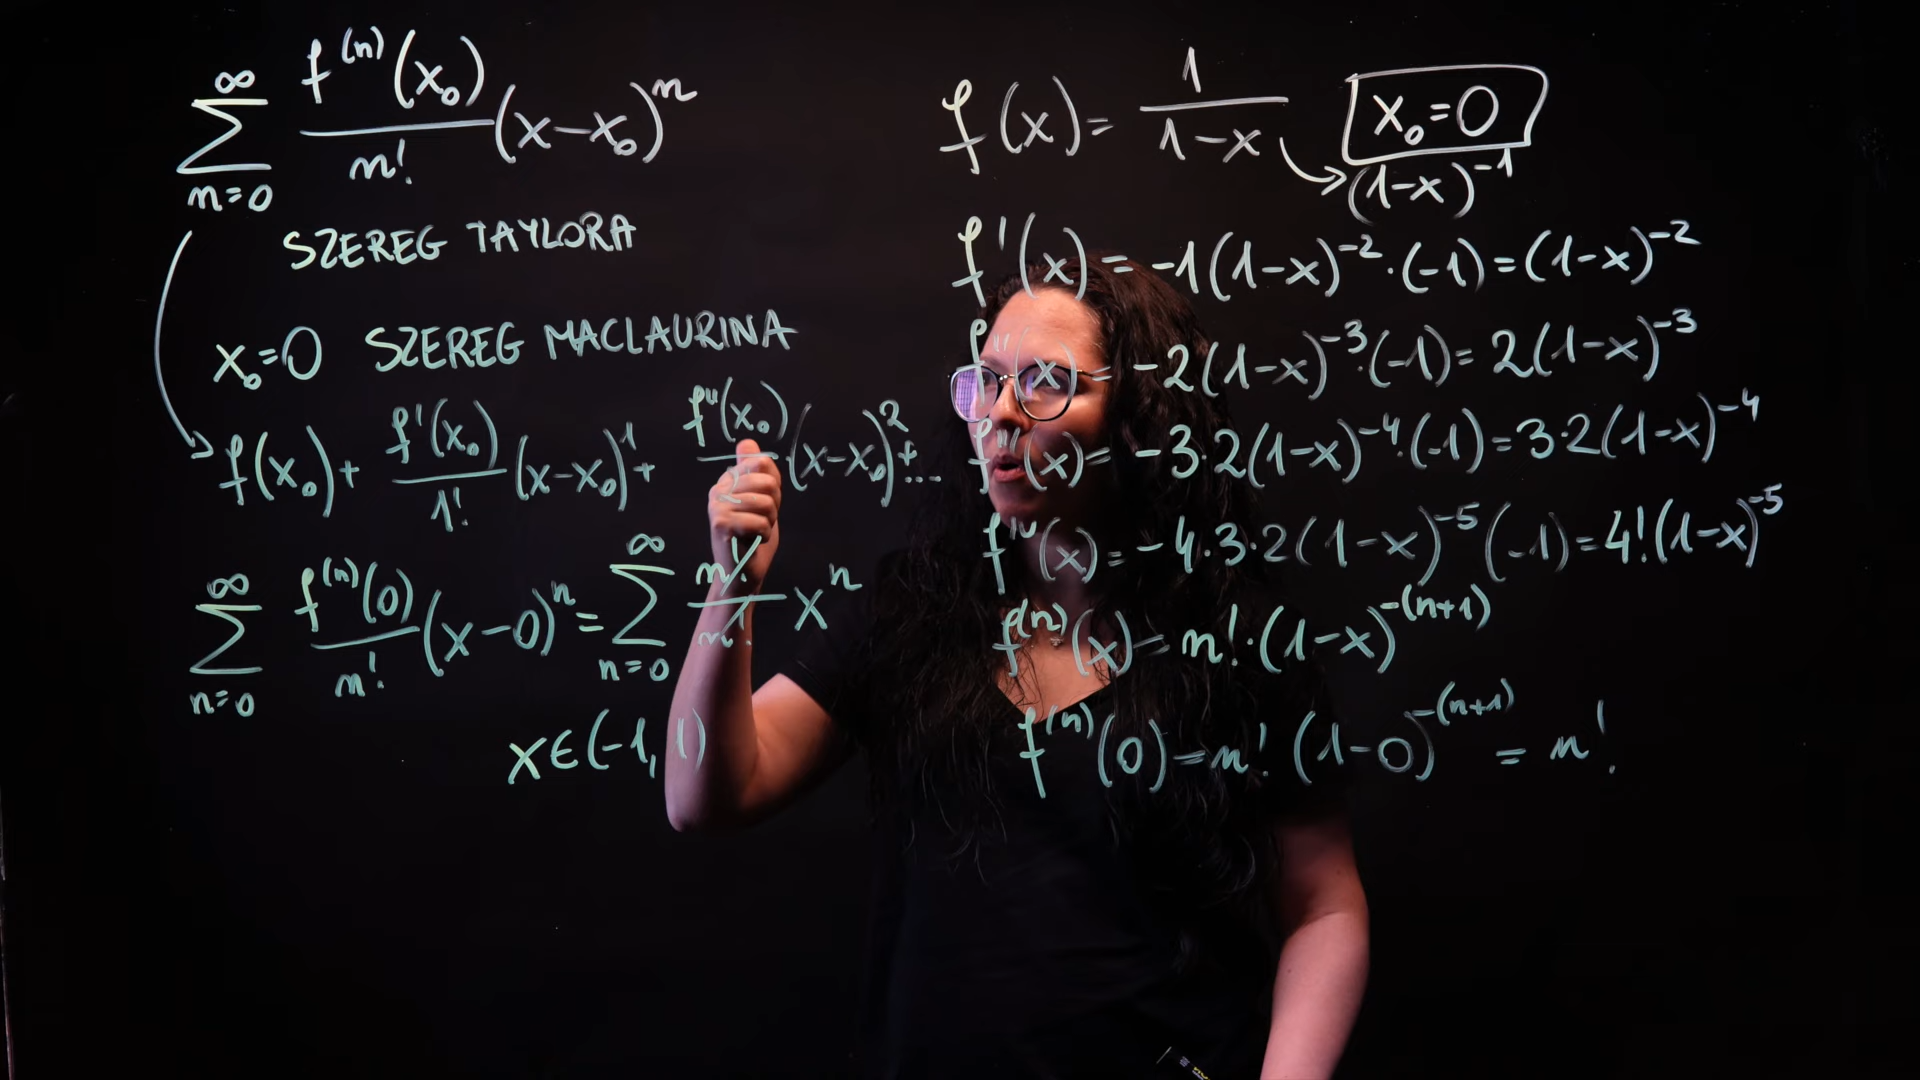 ∑_{n=0}^{∞} f^{(n)}(x₀)/n! (x-x₀)^n
SZEREG TAYLORA
x₀=0 SZEREG MACLAURINA
f(x₀)+ f'(x₀)/1! (x-x₀)^1+ f''(x₀)/2! (x-x₀)^2+...
∑_{n=0}^{∞} f^{(n)}(0)/n! (x-0)^n = ∑_{n=0}^{∞} n!/n! x^n
x∈(-1,1)
f(x)= 1/(1-x) x₀=0
(1-x)^{-1}
f'(x)= -1(1-x)^{-2}·(-1)=(1-x)^{-2}
f''(x)= -2(1-x)^{-3}·(-1)= 2(1-x)^{-3}
f'''(x)= -3·2(1-x)^{-4}·(-1)=3·2(1-x)^{-4}
f^{IV}(x)= -4·3·2(1-x)^{-5}(-1)=4!(1-x)^{-5}
f^{(n)}(x)= n!·(1-x)^{-(n+1)}
f^{(n)}(0)=n! (1-0)^{-(n+1)} = n!